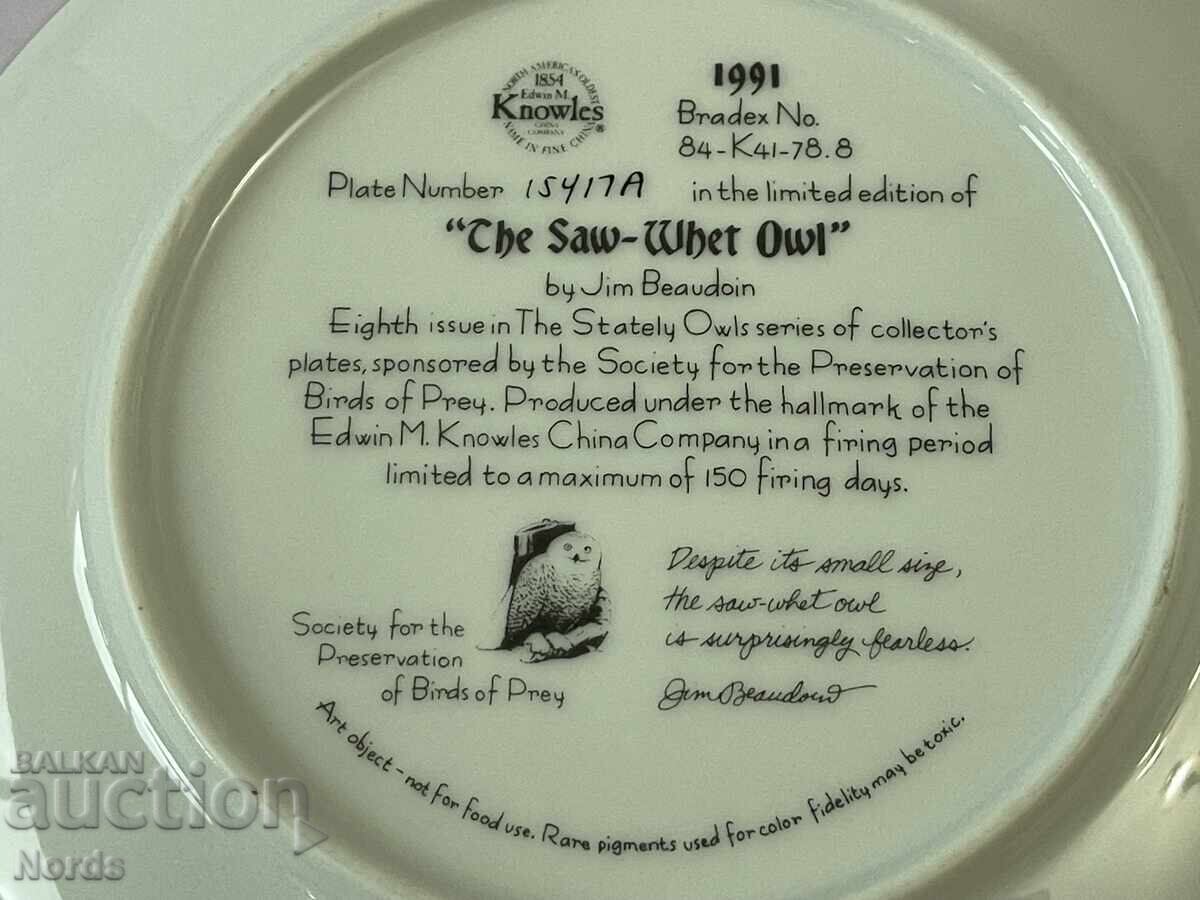 NORTH AMERICA'S OLDEST
1854
Edwin M.
Knowles
CHINA
COMPANY
NAME IN FINE CHINA
®
1991
Bradex No.
84-K41-78.8
Plate Number 15417A in the limited edition of
"The Saw-Whet Owl"
by Jim Beaudoin
Eighth issue in The Stately Owls series of collector's
plates, sponsored by the Society for the Preservation of
Birds of Prey. Produced under the hallmark of the
Edwin M. Knowles China Company in a firing period
limited to a maximum of 150 firing days.
Despite its small size,
the saw-whet owl
is surprisingly fearless.
Jim Beaudoin
Society for the
Preservation
of Birds of Prey
Art object - not for food use. Rare pigments used for color fidelity may be toxic.
BALKAN
auction
Nords